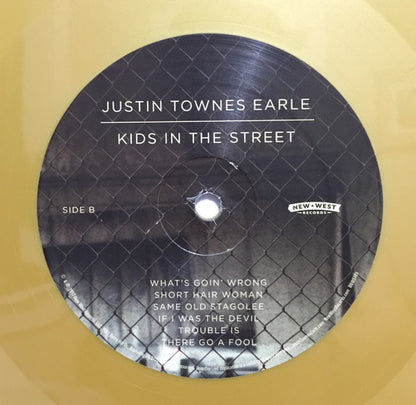 JUSTIN TOWNES EARLE
KIDS IN THE STREET
SIDE B
NEW WEST
RECORDS
WHAT'S GOIN' WRONG
SHORT HAIR WOMAN
SAME OLD STAGOLEE
IF I WAS THE DEVIL
TROUBLE IS
THERE GO A FOOL